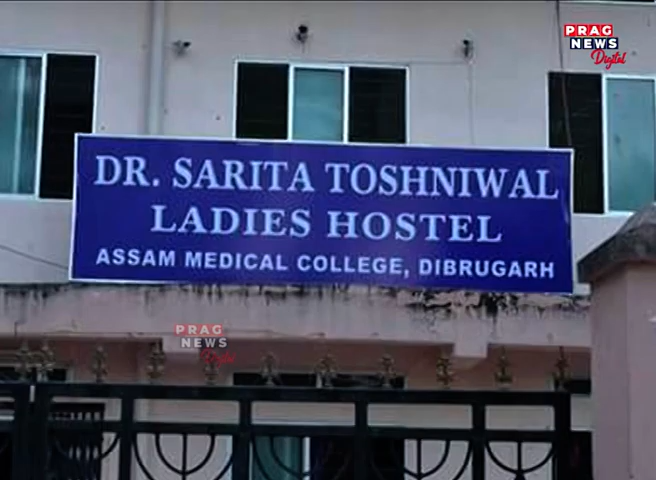 PRAG
NEWS
Digital
DR. SARITA TOSHNIWAL
LADIES HOSTEL
ASSAM MEDICAL COLLEGE, DIBRUGARH
PRAG
NEWS
Digital